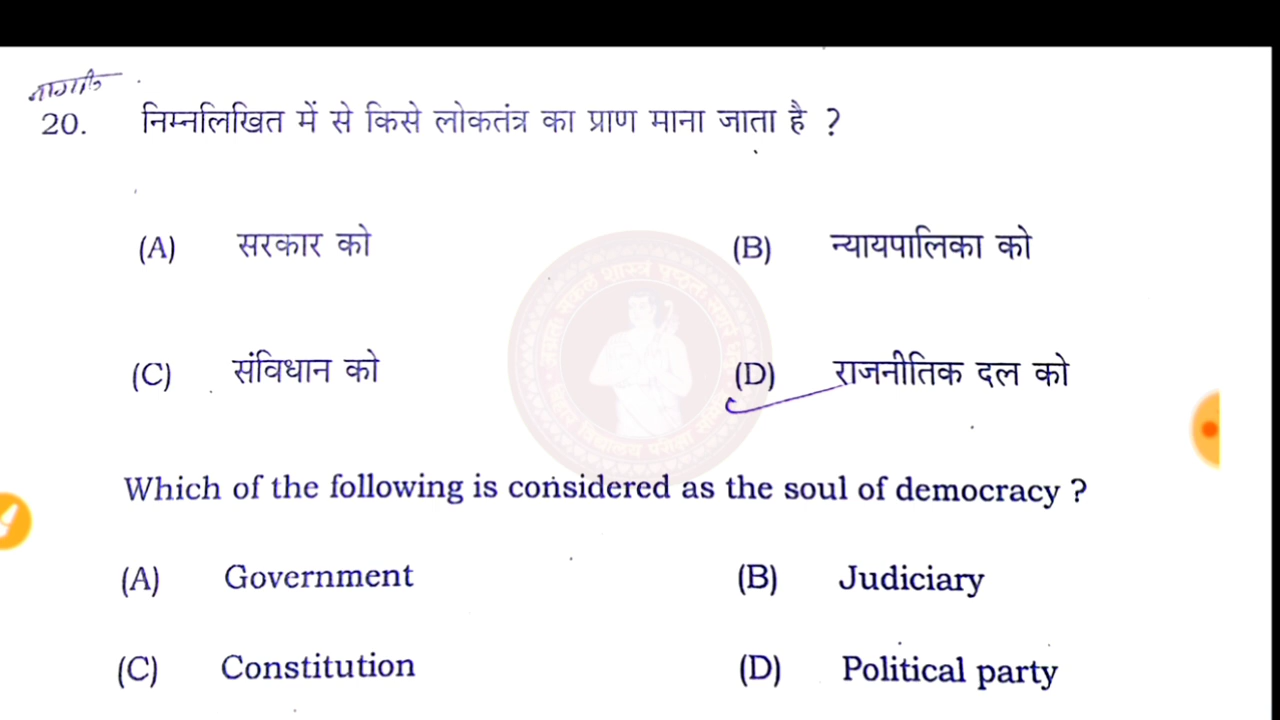 20. निम्नलिखित में से किसे लोकतंत्र का प्राण माना जाता है ?
(A) सरकार को (B) न्यायपालिका को
(C) संविधान को (D) राजनीतिक दल को
Which of the following is considered as the soul of democracy ?
(A) Government (B) Judiciary
(C) Constitution (D) Political party